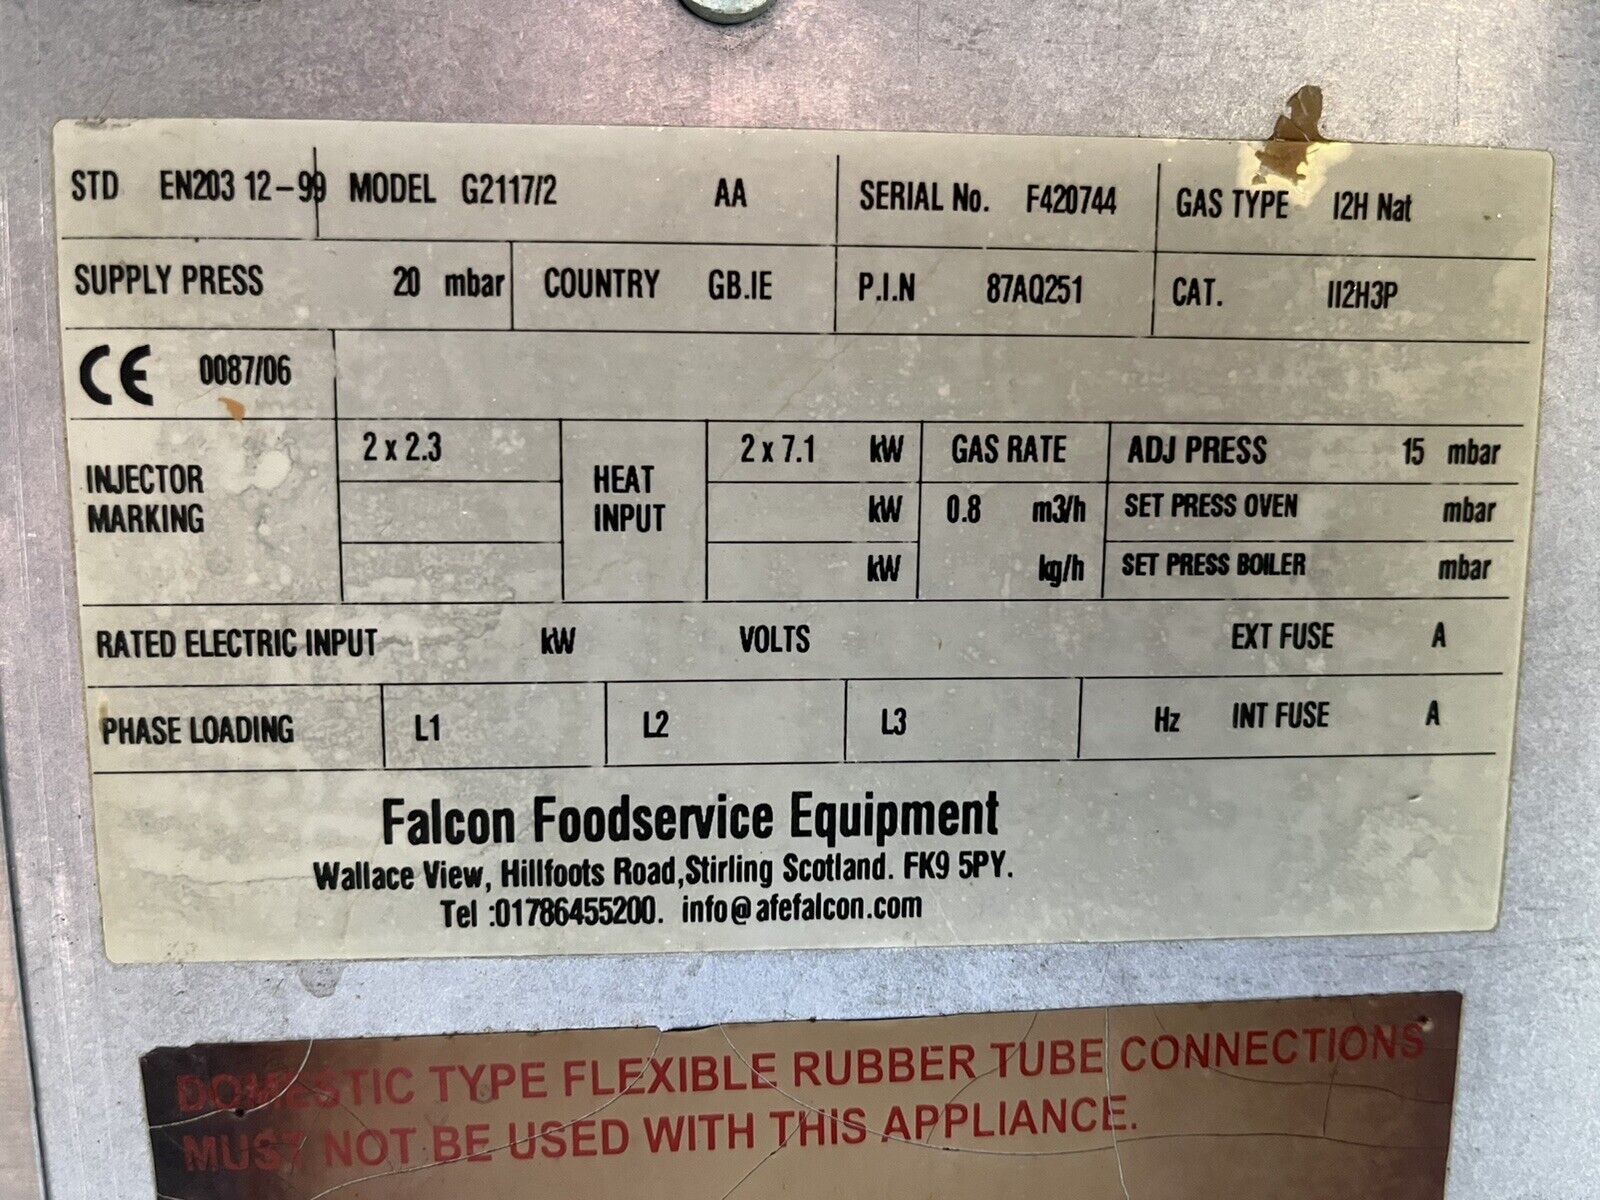 STD EN203 12-99 MODEL G2117/2 AA SERIAL No. F420744 GAS TYPE I2H Nat
SUPPLY PRESS 20 mbar COUNTRY GB.IE P.I.N 87AQ251 CAT. II2H3P
CE 0087/06
INJECTOR MARKING 2 x 2.3 HEAT INPUT 2 x 7.1 kW GAS RATE ADJ PRESS 15 mbar
kW 0.8 m3/h SET PRESS OVEN mbar
kW kg/h SET PRESS BOILER mbar
RATED ELECTRIC INPUT kW VOLTS EXT FUSE A
PHASE LOADING L1 L2 L3 Hz INT FUSE A
Falcon Foodservice Equipment
Wallace View, Hillfoots Road,Stirling Scotland. FK9 5PY.
Tel :01786455200. info@afefalcon.com
DOMESTIC TYPE FLEXIBLE RUBBER TUBE CONNECTIONS
MUST NOT BE USED WITH THIS APPLIANCE.